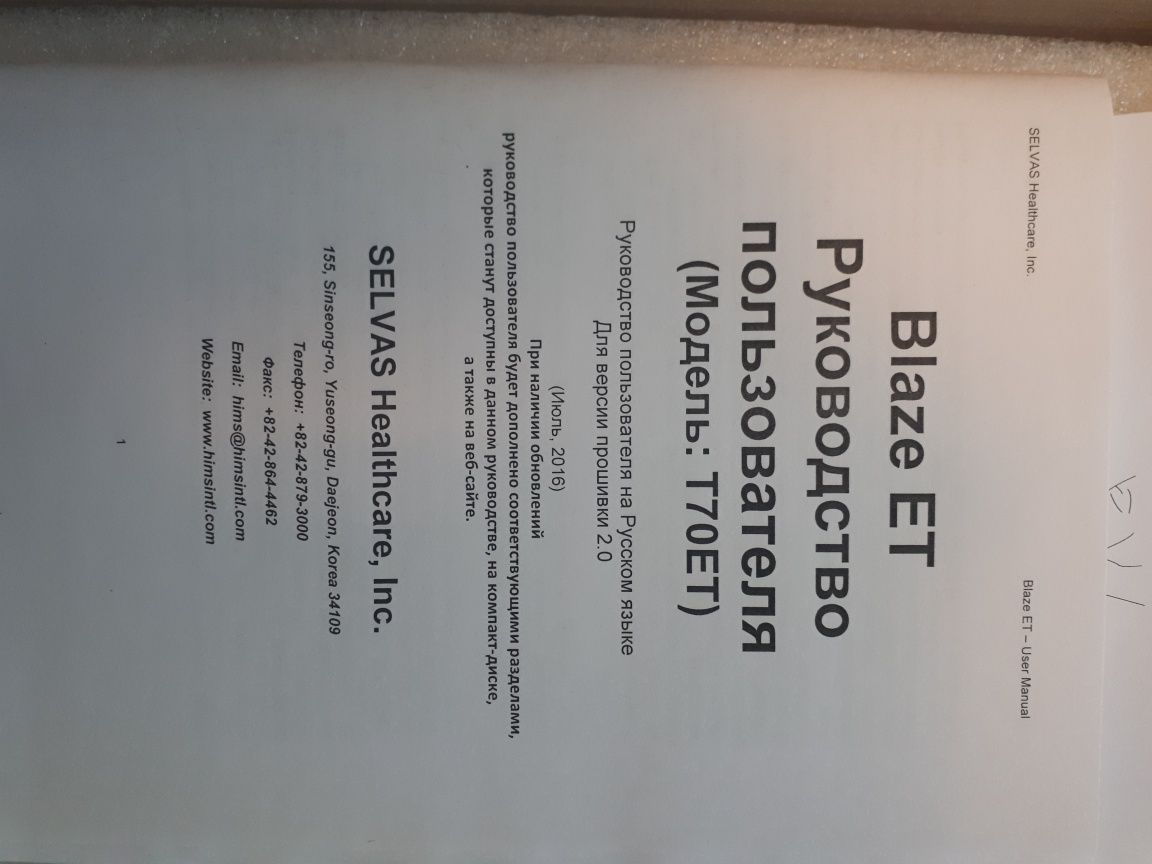 SELVAS Healthcare, Inc.
Blaze ET – User Manual
Blaze ET
Руководство
пользователя
(Модель: T70ET)
Руководство пользователя на Русском языке
Для версии прошивки 2.0
(Июль, 2016)
При наличии обновлений
руководство пользователя будет дополнено соответствующими разделами,
которые станут доступны в данном руководстве, на компакт-диске,
а также на веб-сайте.
SELVAS Healthcare, Inc.
155, Sinseong-ro, Yuseong-gu, Daejeon, Korea 34109
Телефон: +82-42-879-3000
Факс: +82-42-864-4462
Email: hims@himsintl.com
Website: www.himsintl.com
1